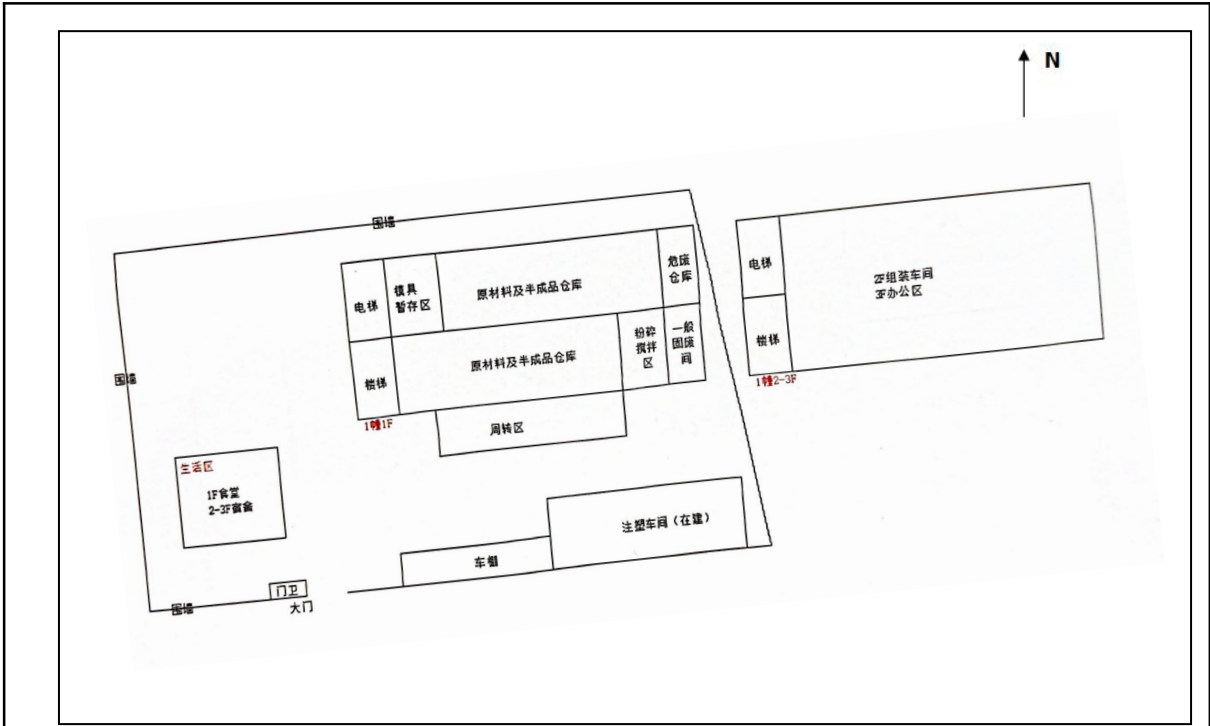 N
围墙
电梯
模具
暂存区
原材料及半成品仓库
危废
仓库
电梯
2F组装车间
3F办公区
楼梯
原材料及半成品仓库
粉碎
搅拌
区
一般
固废
间
楼梯
1幢1F
1幢2-3F
围墙
周转区
生活区
1F食堂
2-3F宿舍
注塑车间（在建）
车棚
门卫
大门
围墙